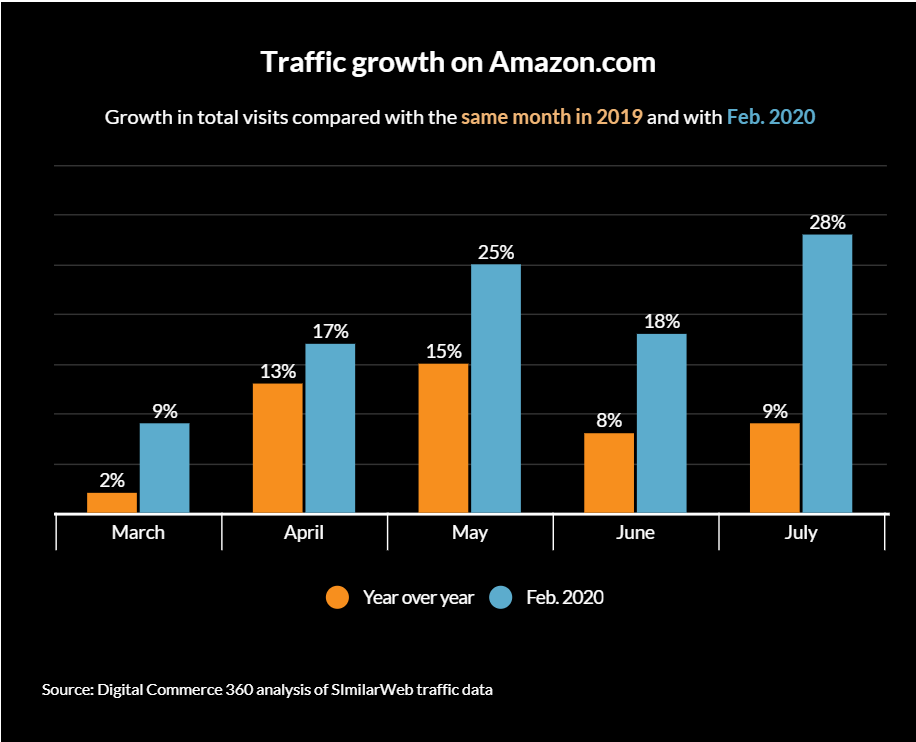 Traffic growth on Amazon.com
Growth in total visits compared with the same month in 2019 and with Feb. 2020
2%
9%
13%
17%
15%
25%
8%
18%
9%
28%
March
April
May
June
July
Year over year
Feb. 2020
Source: Digital Commerce 360 analysis of SImilarWeb traffic data